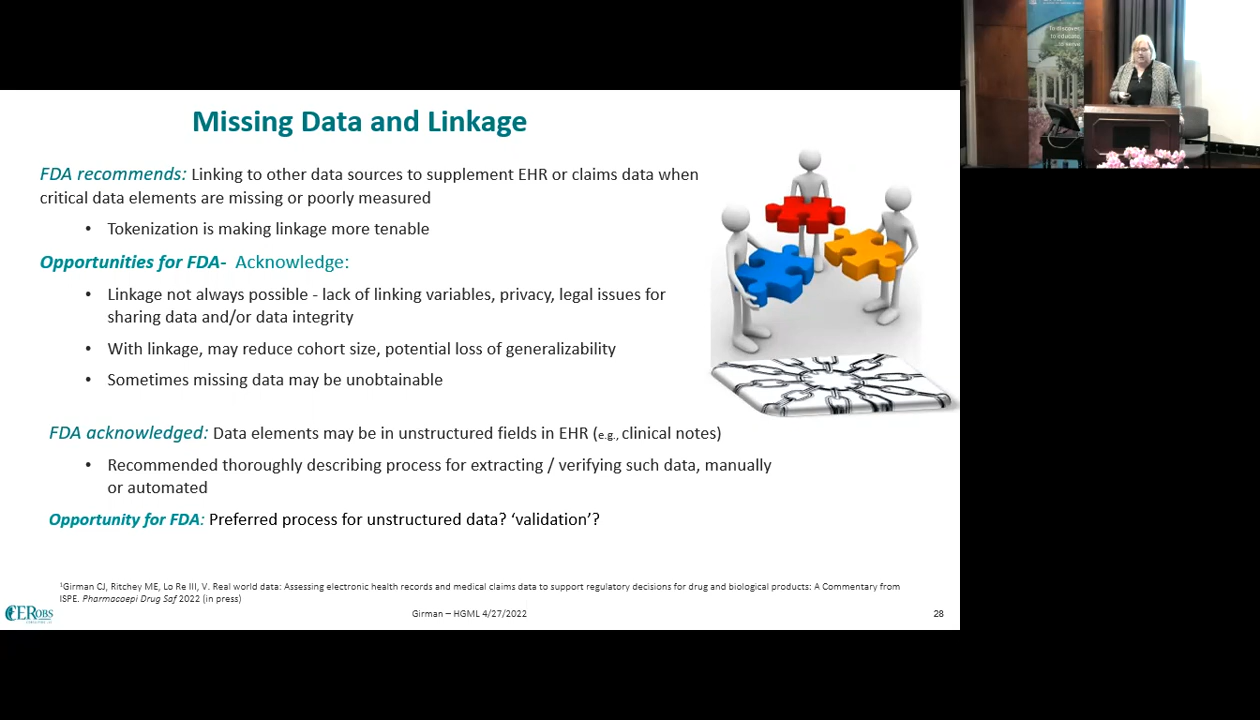 to discover,
to educate,
to serve
Missing Data and Linkage
FDA recommends: Linking to other data sources to supplement EHR or claims data when
critical data elements are missing or poorly measured
• Tokenization is making linkage more tenable
Opportunities for FDA- Acknowledge:
• Linkage not always possible - lack of linking variables, privacy, legal issues for
sharing data and/or data integrity
• With linkage, may reduce cohort size, potential loss of generalizability
• Sometimes missing data may be unobtainable
FDA acknowledged: Data elements may be in unstructured fields in EHR (e.g., clinical notes)
• Recommended thoroughly describing process for extracting / verifying such data, manually
or automated
Opportunity for FDA: Preferred process for unstructured data? ‘validation’?
¹Girman CJ, Ritchey ME, Lo Re III, V. Real world data: Assessing electronic health records and medical claims data to support regulatory decisions for drug and biological products: A Commentary from
ISPE. Pharmacoepi Drug Saf 2022 (in press)
CEROBS
Girman – HGML 4/27/2022
28